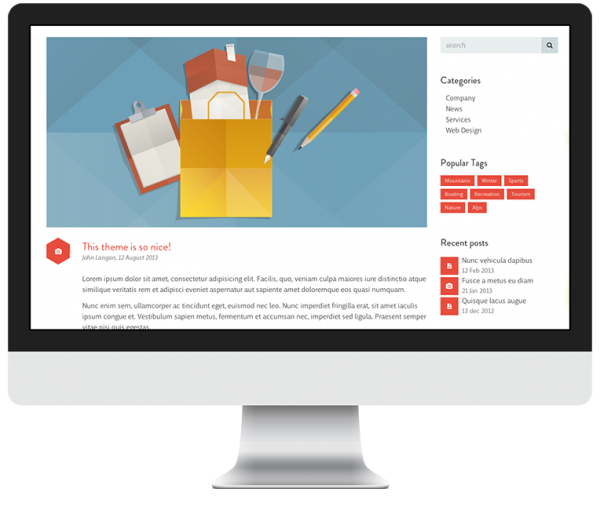 search
Categories
Company
News
Services
Web Design
Popular Tags
Mountains Winter Sports
Boating Recreation Tourism
Nature Alps
This theme is so nice!
John Langan, 12 August 2013
Lorem ipsum dolor sit amet, consectetur adipisicing elit. Facilis, quo, veniam culpa maiores iure distinctio atque
similique veritatis rem et adipisci eveniet aspernatur aut sapiente amet doloremque eos quasi numquam.
Nunc enim sem, ullamcorper ac tincidunt eget, euismod nec leo. Nunc imperdiet fringilla erat, sit amet iaculis
ipsum congue et. Vestibulum sapien metus, fermentum et accumsan nec, imperdiet sed ligula. Praesent semper
vitae nisi quis egestas.
Recent posts
Nunc vehicula dapibus
12 Feb 2013
Fusce a metus eu diam
21 Jan 2013
Quisque lacus augue
13 dec 2012